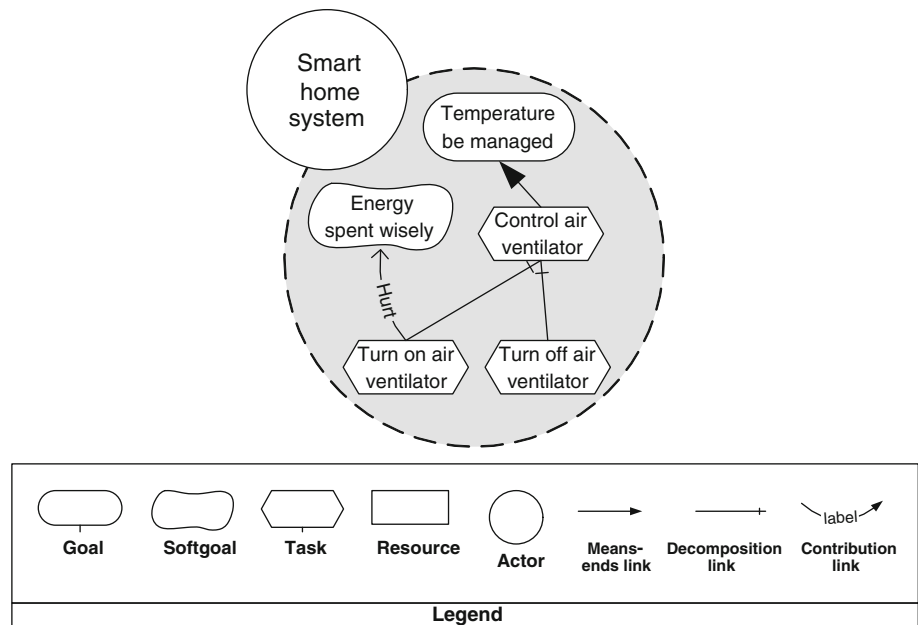 Smart
home
system
Temperature
be managed
Energy
spent wisely
Control air
ventilator
Hurt
Turn on air
ventilator
Turn off air
ventilator
label
Goal
Softgoal
Task
Resource
Actor
Means-
ends link
Decomposition
link
Contribution
link
Legend